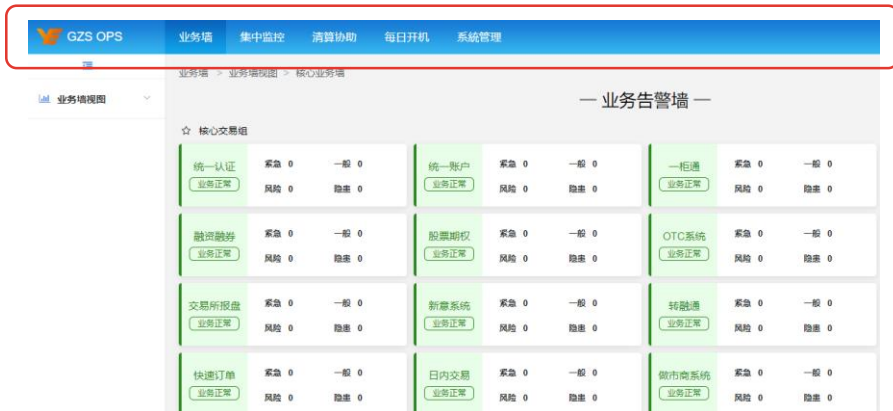 GZS OPS 业务墙 集中监控 清算协助 每日开机 系统管理
业务墙 > 业务墙视图 > 核心业务墙
业务墙视图
— 业务告警墙 —
☆ 核心交易组
统一认证 紧急 0 一般 0 统一账户 紧急 0 一般 0 一柜通 紧急 0 一般 0
业务正常 风险 0 隐患 0 业务正常 风险 0 隐患 0 业务正常 风险 0 隐患 0
融资融券 紧急 0 一般 0 股票期权 紧急 0 一般 0 OTC系统 紧急 0 一般 0
业务正常 风险 0 隐患 0 业务正常 风险 0 隐患 0 业务正常 风险 0 隐患 0
交易所报盘 紧急 0 一般 0 新意系统 紧急 0 一般 0 转融通 紧急 0 一般 0
业务正常 风险 0 隐患 0 业务正常 风险 0 隐患 0 业务正常 风险 0 隐患 0
快速订单 紧急 0 一般 0 日内交易 紧急 0 一般 0 做市商系统 紧急 0 一般 0
业务正常 风险 0 隐患 0 业务正常 风险 0 隐患 0 业务正常 风险 0 隐患 0